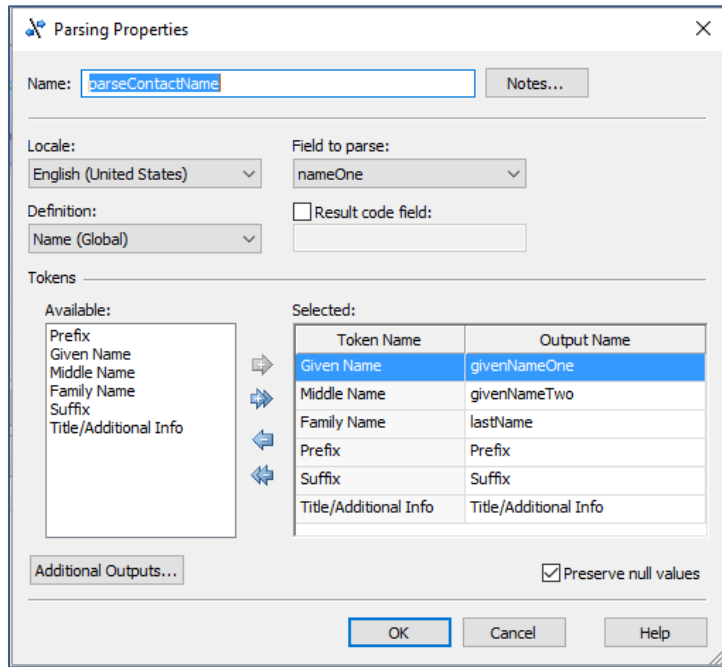 Parsing Properties
Name: parseContactName Notes...
Locale: Field to parse:
English (United States) nameOne
Definition: Result code field:
Name (Global)
Tokens
Available: Selected:
Prefix
Given Name
Middle Name
Family Name
Suffix
Title/Additional Info
Token Name Output Name
Given Name givenNameOne
Middle Name givenNameTwo
Family Name lastName
Prefix Prefix
Suffix Suffix
Title/Additional Info Title/Additional Info
Additional Outputs... Preserve null values
OK Cancel Help